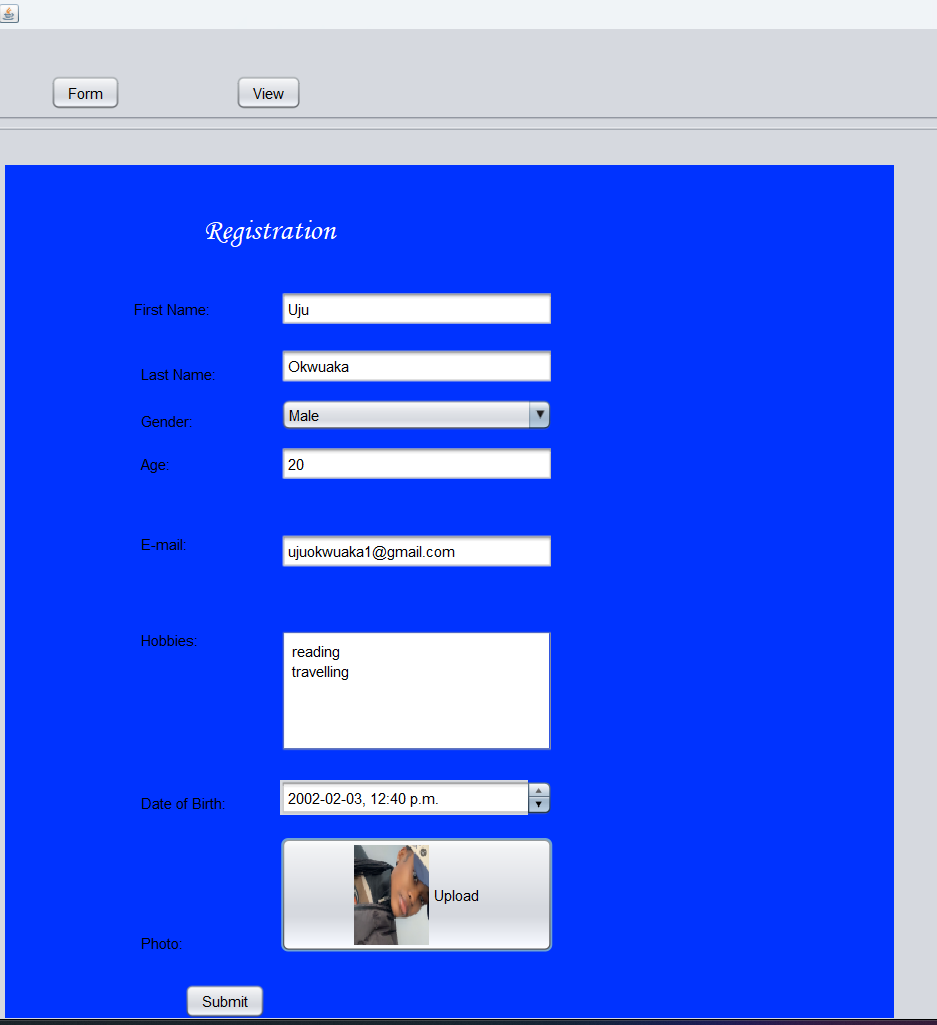 Form View
Registration
First Name: Uju
Last Name: Okwuaka
Gender: Male
Age: 20
E-mail: ujuokwuaka1@gmail.com
Hobbies: reading
travelling
Date of Birth: 2002-02-03, 12:40 p.m.
Upload
Photo:
Submit